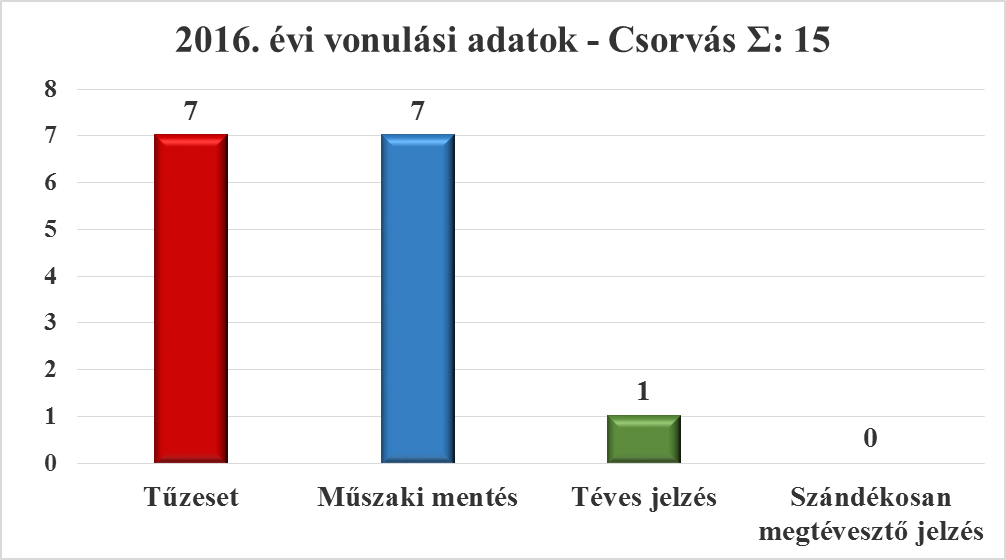 2016. évi vonulási adatok - Csorvás Σ: 15
8
7
6
5
4
3
2
1
0
7
7
1
0
Tűzeset
Műszaki mentés
Téves jelzés
Szándékosan
megtévesztő jelzés